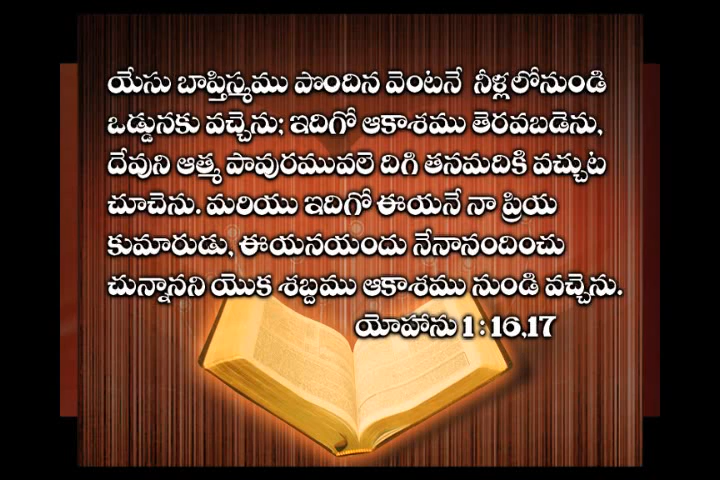 యేసు బాప్తిస్మము పొందిన వెంటనే నీళ్లలోనుండి
ఒడ్డునకు వచ్చెను; ఇదిగో ఆకాశము తెరవబడెను,
దేవుని ఆత్మ పావురమువలె దిగి తనమదికి వచ్చుట
చూచెను. మరియు ఇదిగో ఈయనే నా ప్రియ
కుమారుడు, ఈయనయందు నేనానందించు
చున్నానని యొక శబ్దము ఆకాశము నుండి వచ్చెను.
యోహాను 1 : 16,17